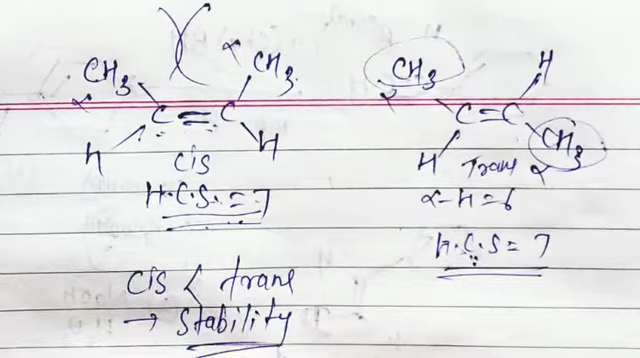 CH3 α CH3 CH3 H
α C=C α C=C
H H H CH3
Cis Trans α
H.C.S. = 7 α-H=6
H.C.S = 7
Cis < trans
→ Stability